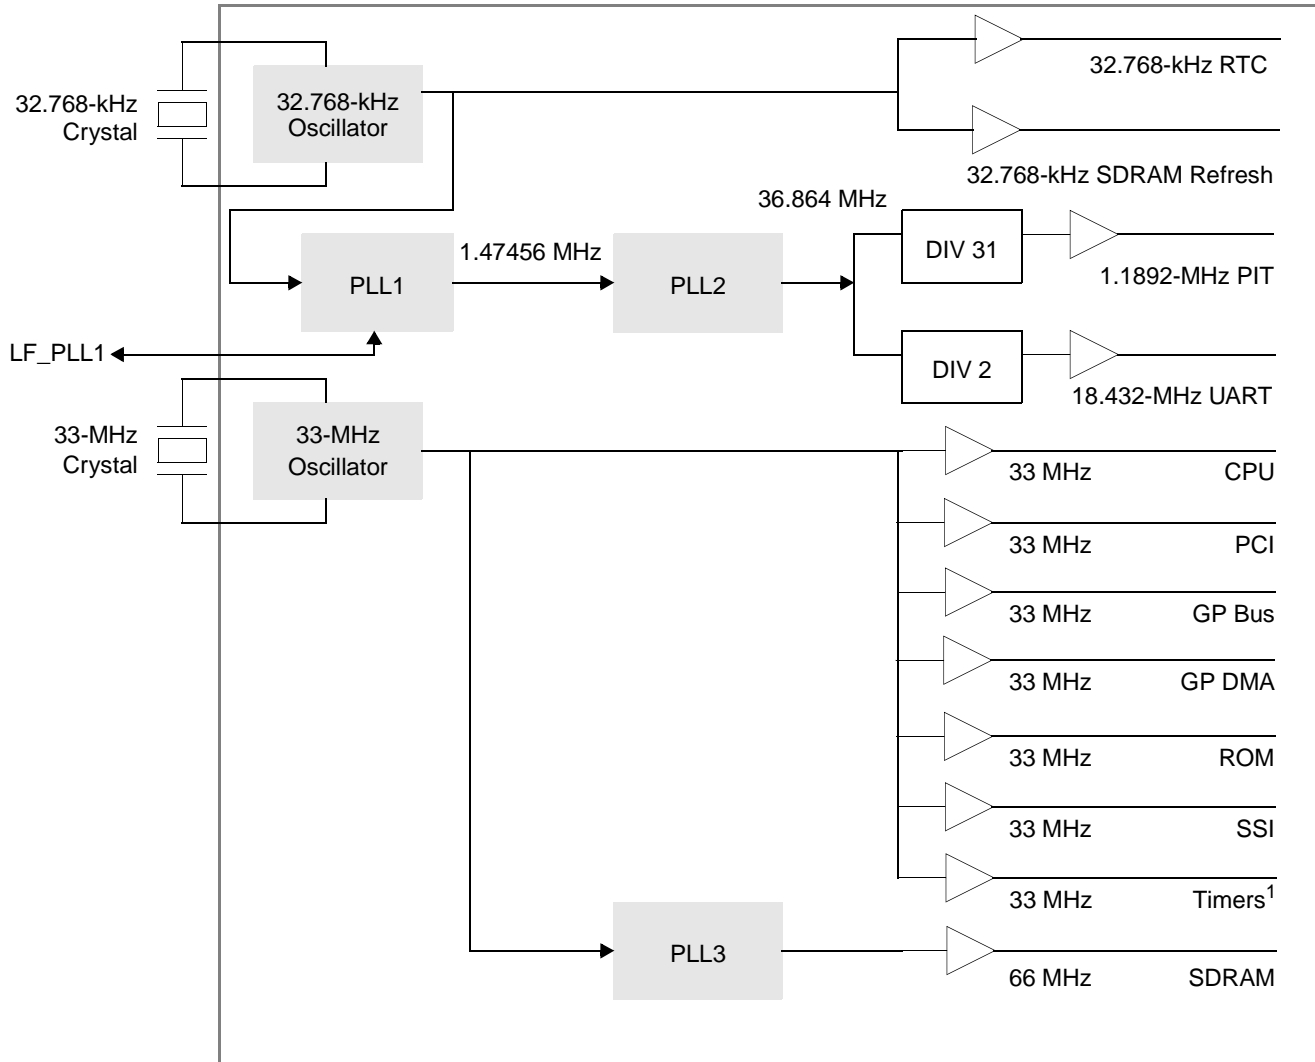 32.768-kHz RTC
32.768-kHz
Crystal
32.768-kHz
Oscillator
32.768-kHz SDRAM Refresh
36.864 MHz
1.47456 MHz
DIV 31
PLL1
PLL2
1.1892-MHz PIT
LF_PLL1
DIV 2
18.432-MHz UART
33-MHz
Crystal
33-MHz
Oscillator
33 MHz CPU
33 MHz PCI
33 MHz GP Bus
33 MHz GP DMA
33 MHz ROM
33 MHz SSI
33 MHz Timers¹
PLL3
66 MHz SDRAM